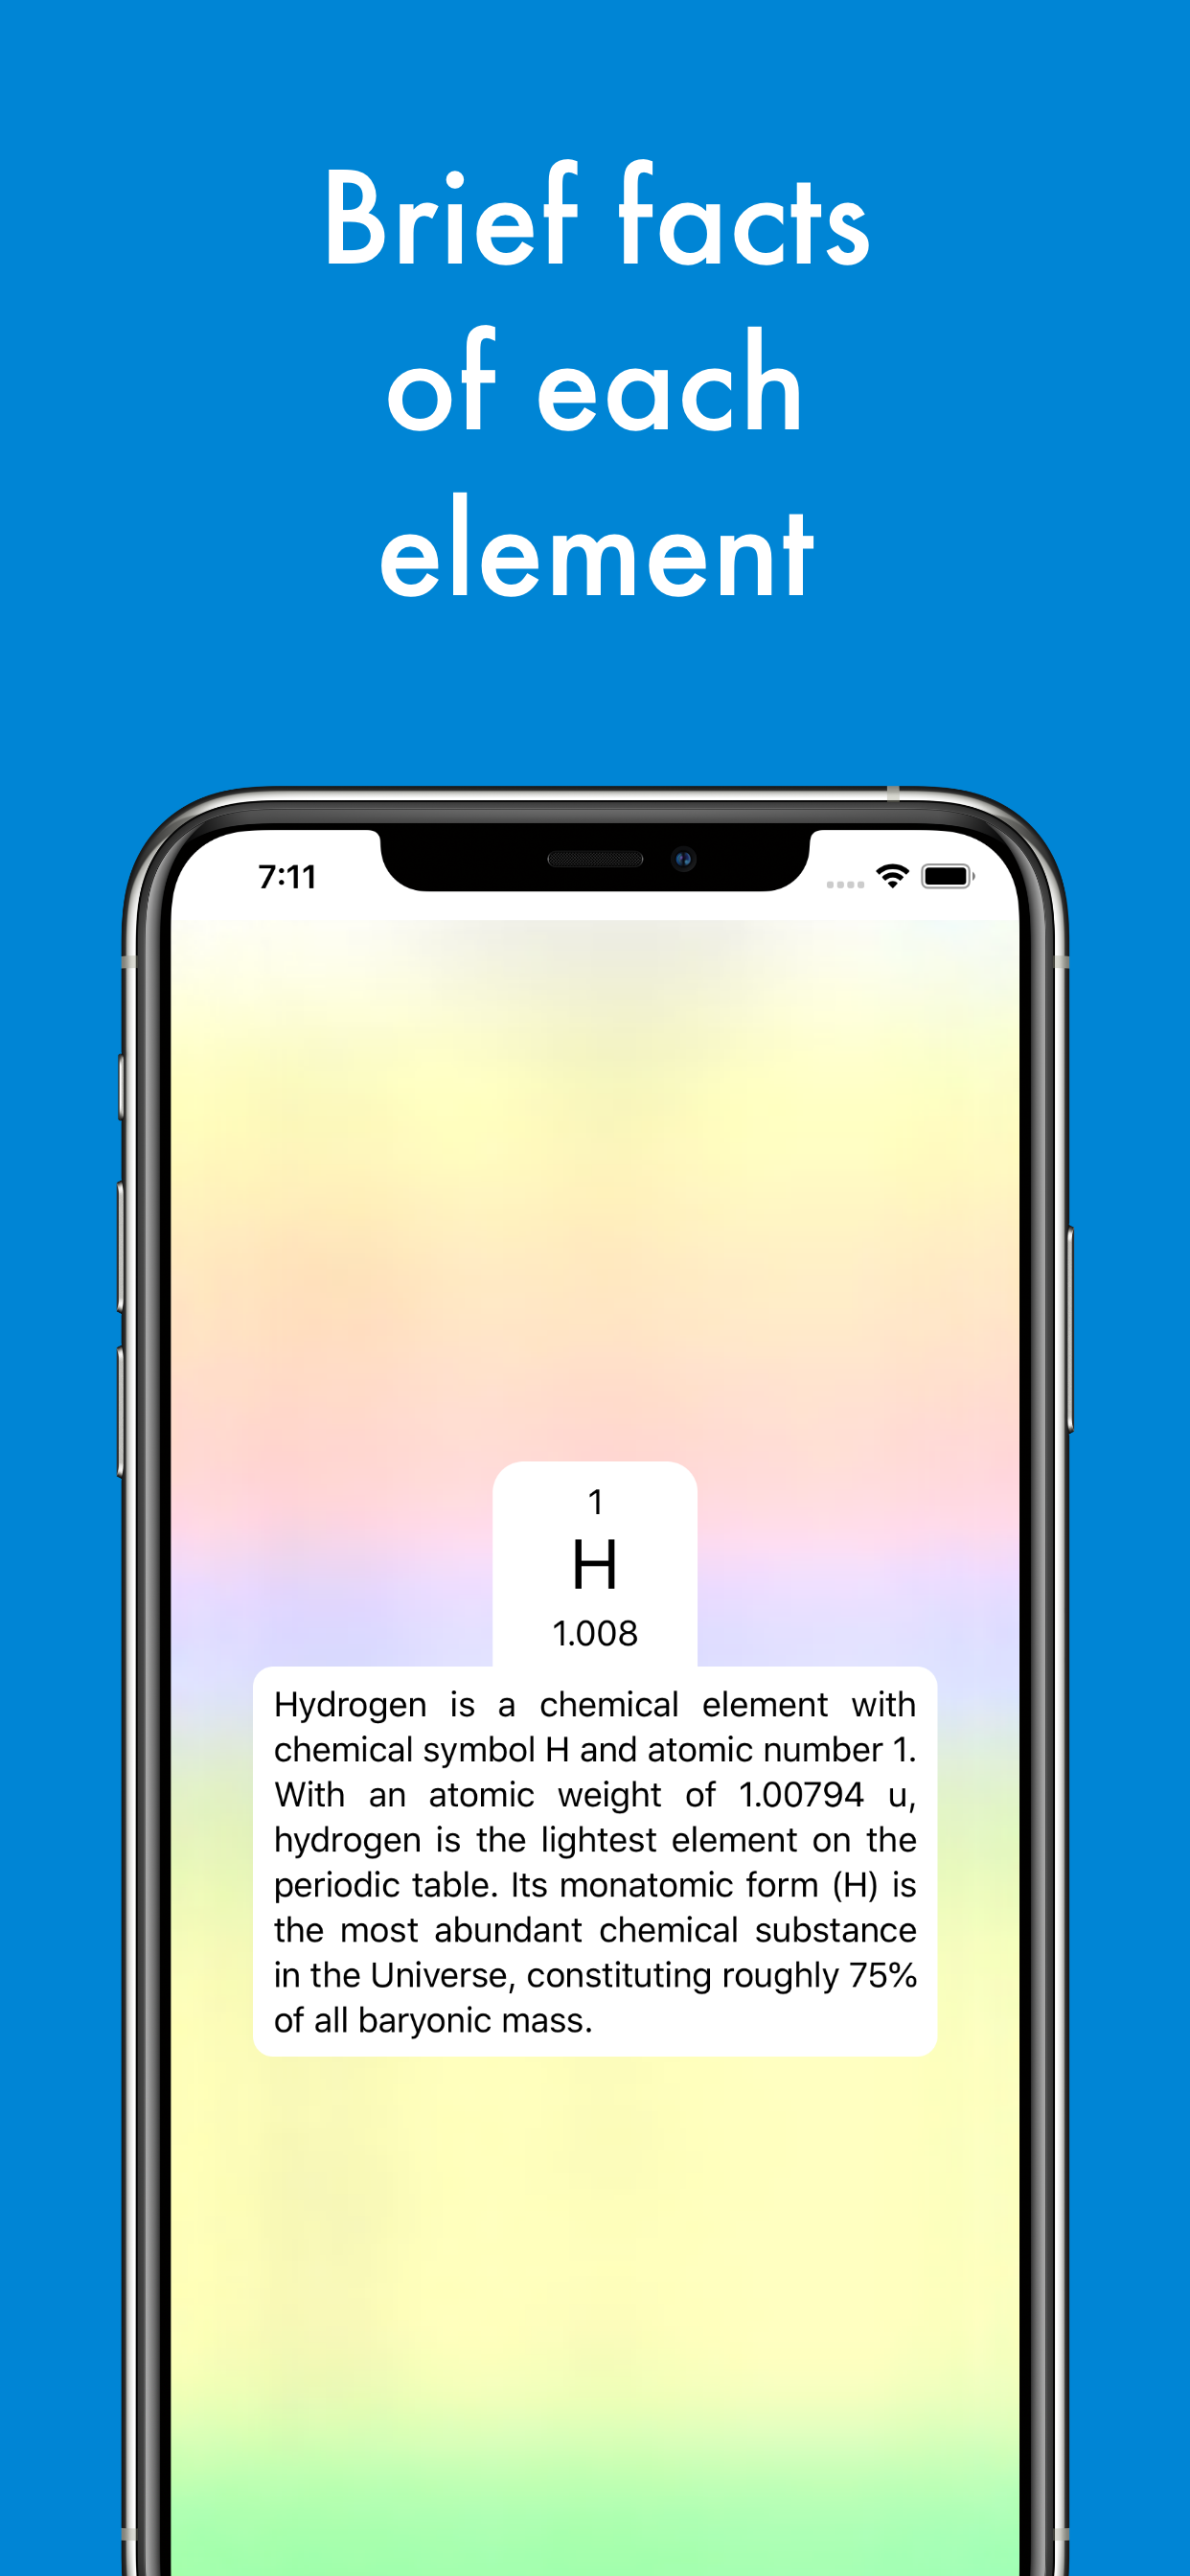 Brief facts
of each
element
7:11
1
H
1.008
Hydrogen is a chemical element with
chemical symbol H and atomic number 1.
With an atomic weight of 1.00794 u,
hydrogen is the lightest element on the
periodic table. Its monatomic form (H) is
the most abundant chemical substance
in the Universe, constituting roughly 75%
of all baryonic mass.